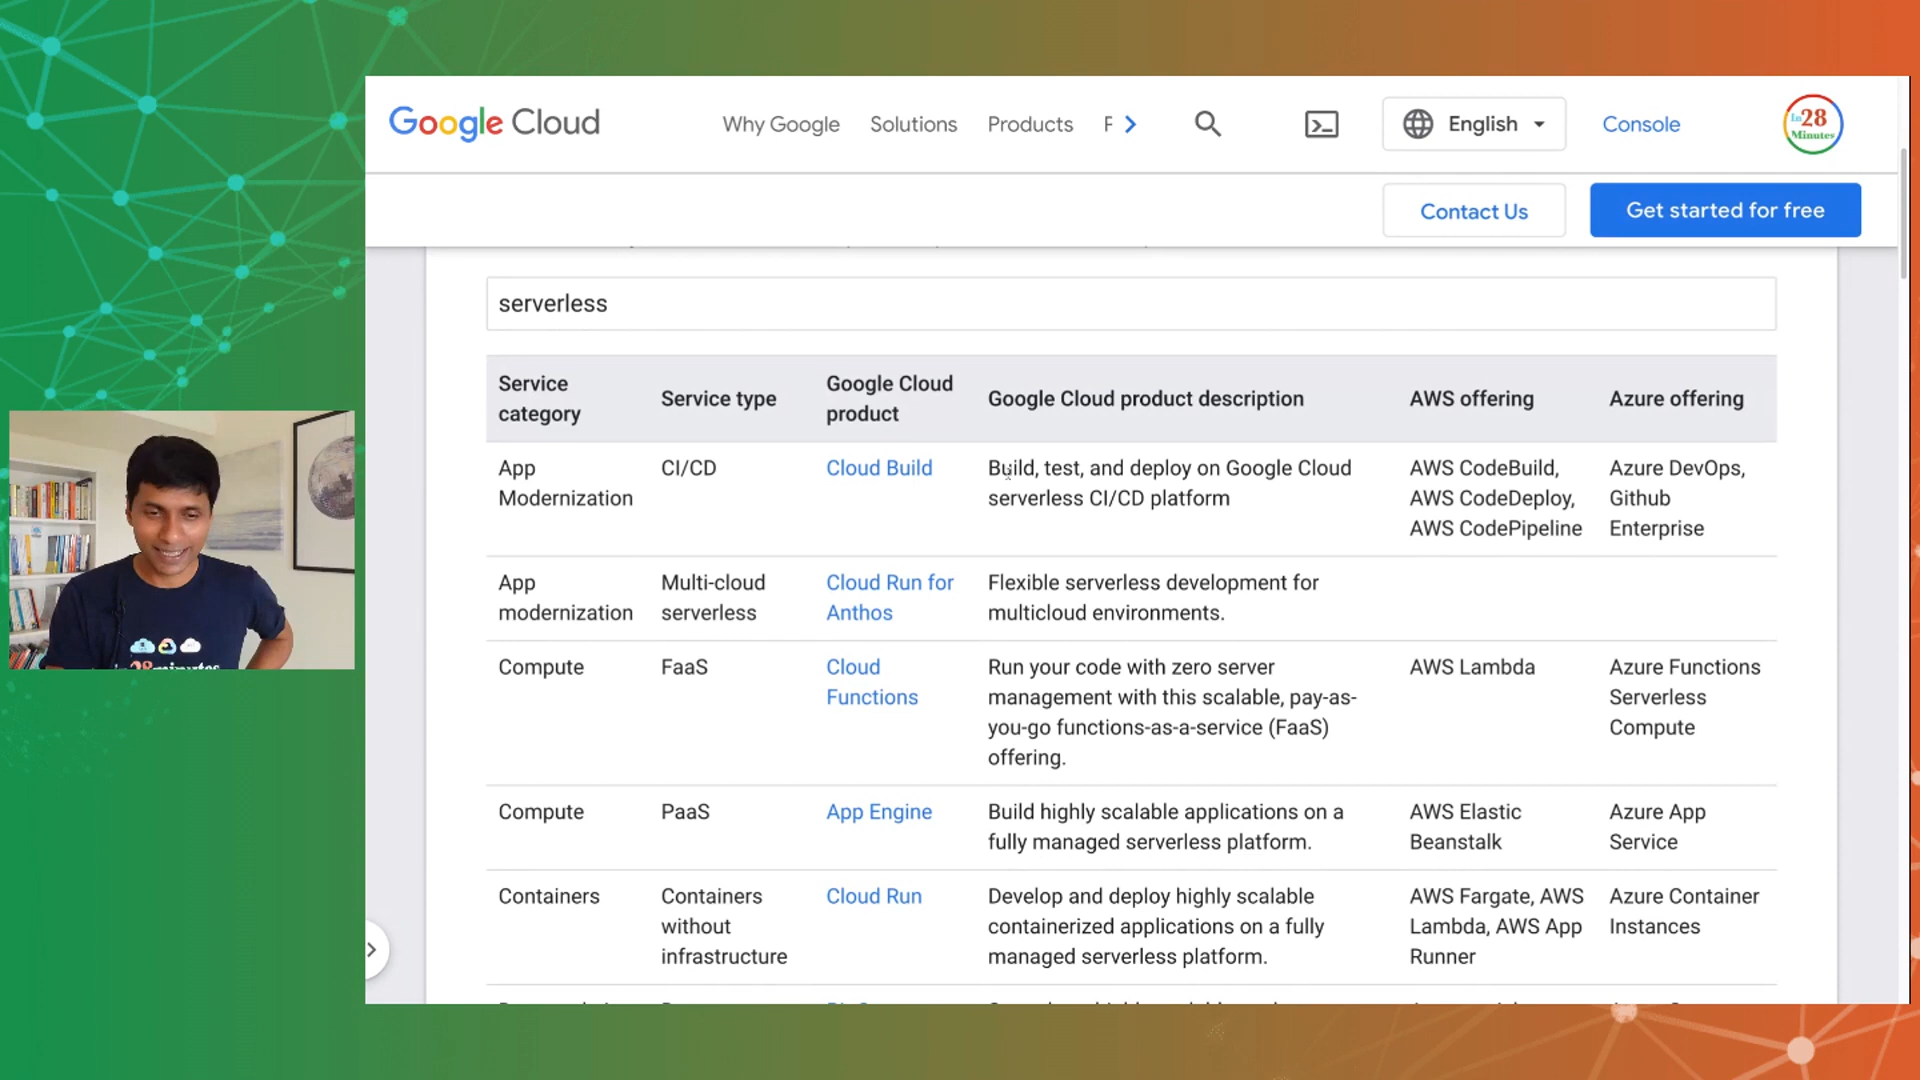 Google Cloud
Why Google
Solutions
Products
English
Console
In28
Minutes
Contact Us
Get started for free
serverless
Service category
Service type
Google Cloud product
Google Cloud product description
AWS offering
Azure offering
App Modernization
CI/CD
Cloud Build
Build, test, and deploy on Google Cloud
serverless CI/CD platform
AWS CodeBuild,
AWS CodeDeploy,
AWS CodePipeline
Azure DevOps,
Github
Enterprise
App
modernization
Multi-cloud
serverless
Cloud Run for
Anthos
Flexible serverless development for
multicloud environments.
Compute
FaaS
Cloud
Functions
Run your code with zero server
management with this scalable, pay-as-
you-go functions-as-a-service (FaaS)
offering.
AWS Lambda
Azure Functions
Serverless
Compute
Compute
PaaS
App Engine
Build highly scalable applications on a
fully managed serverless platform.
AWS Elastic
Beanstalk
Azure App
Service
Containers
Containers
without
infrastructure
Cloud Run
Develop and deploy highly scalable
containerized applications on a fully
managed serverless platform.
AWS Fargate, AWS
Lambda, AWS App
Runner
Azure Container
Instances